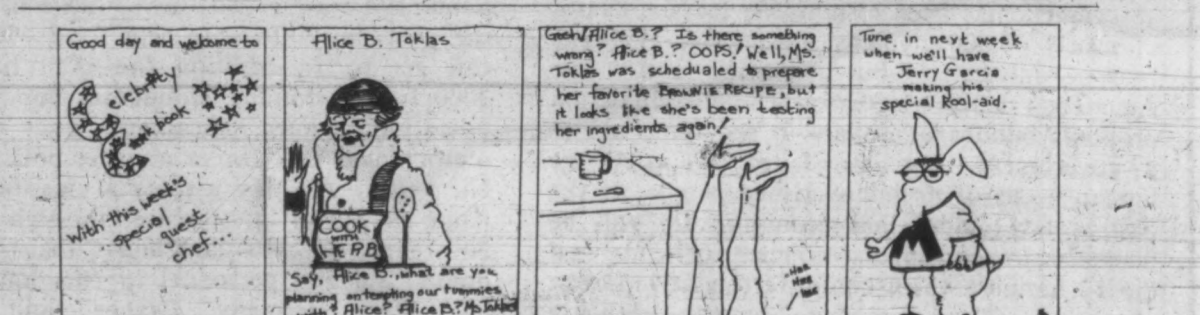 Good day and welcome to
Celebrity
Cook book
With this week's
special
guest
chef...
Alice B. Toklas
COOK
WITH
HERB
Say, Alice B., what are you
planning on tempting our tummies
with? Alice? Alice B.? Ms. Toklas?
Gosh! Alice B.? Is there something
wrong? Alice B.? OOPS! Well, Ms.
Toklas was schedualed to prepare
her favorite BROWNIE RECIPE, but
it looks like she's been testing
her ingredients again!
Hee
Hee
hee
Tune in next week
when we'll have
Jerry Garcia
making his
special Kool-aid.